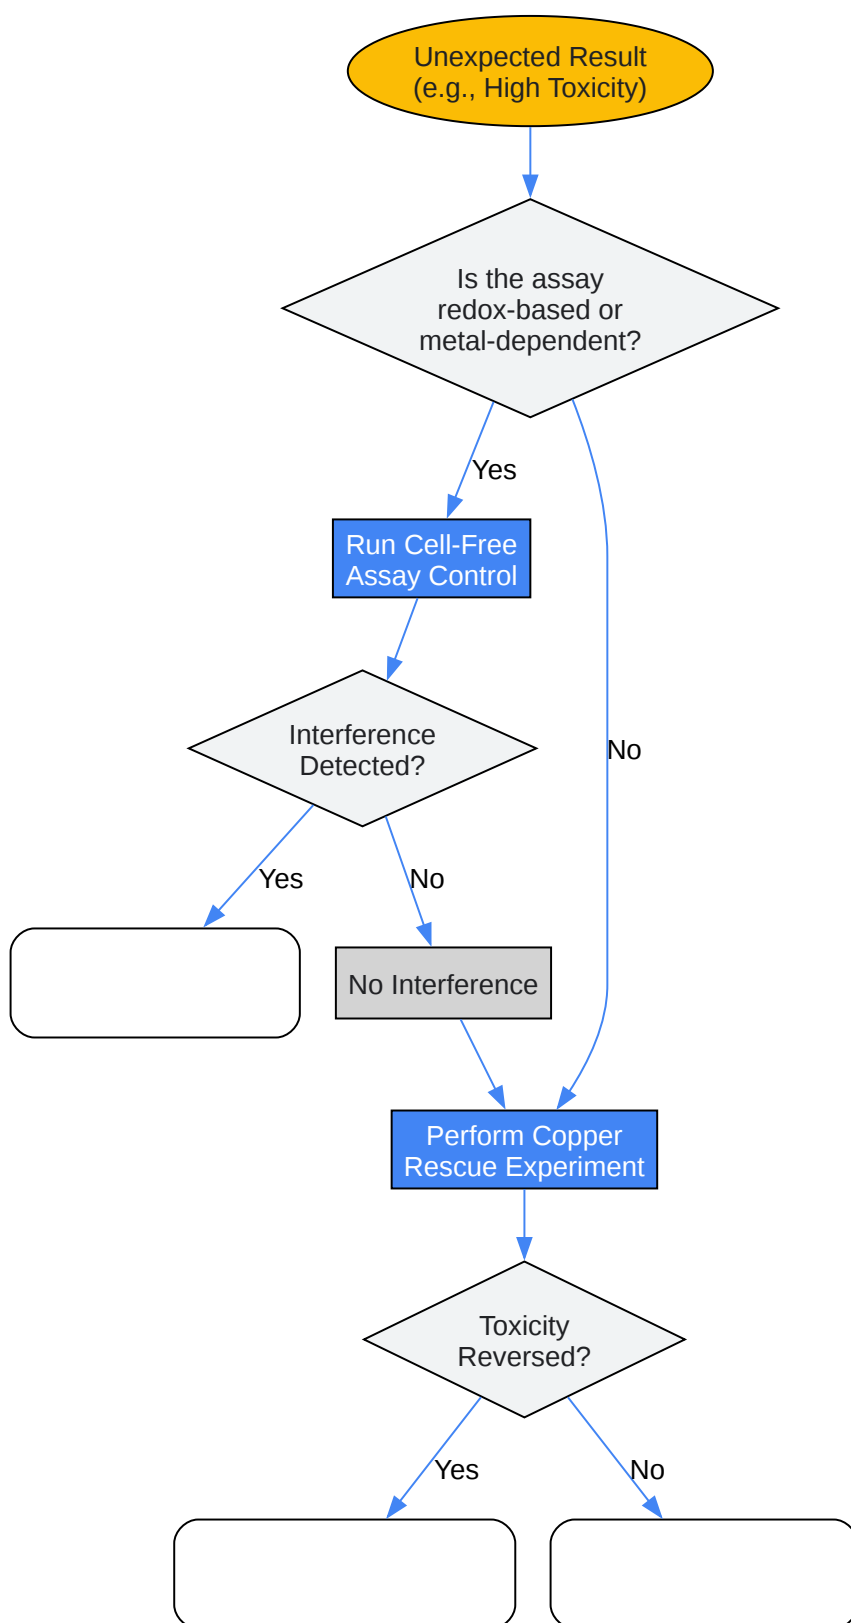 Unexpected Result
(e.g., High Toxicity)
Is the assay
redox-based or
metal-dependent?
Yes
Run Cell-Free
Assay Control
Interference
Detected?
No
Yes
No
No Interference
Perform Copper
Rescue Experiment
Toxicity
Reversed?
Yes
No